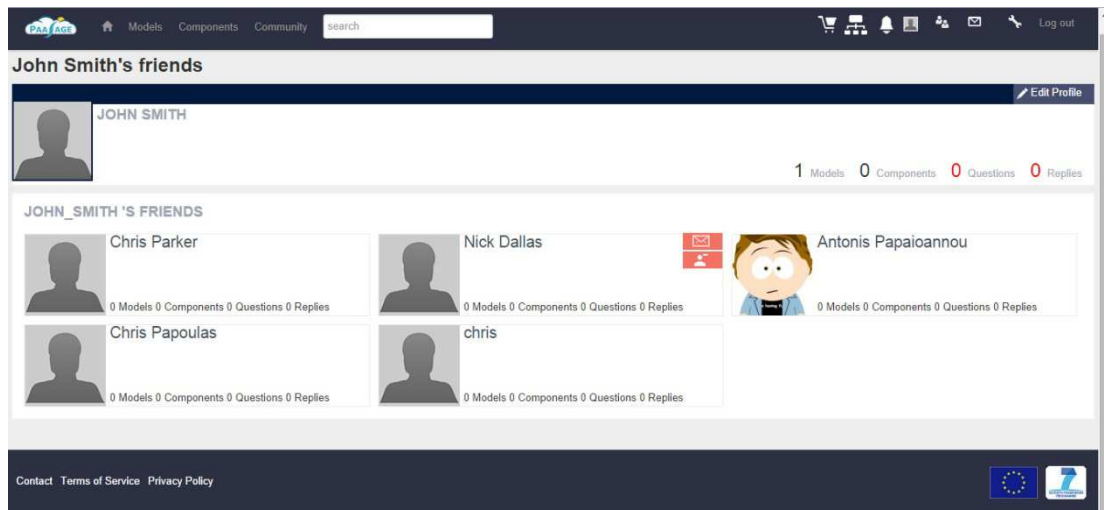 PAASAGE Models Components Community search Log out
John Smith's friends
Edit Profile
JOHN SMITH
1 Models 0 Components 0 Questions 0 Replies
JOHN_SMITH 'S FRIENDS
Chris Parker
0 Models 0 Components 0 Questions 0 Replies
Nick Dallas
0 Models 0 Components 0 Questions 0 Replies
Antonis Papaioannou
0 Models 0 Components 0 Questions 0 Replies
Chris Papoulas
0 Models 0 Components 0 Questions 0 Replies
chris
0 Models 0 Components 0 Questions 0 Replies
Contact Terms of Service Privacy Policy
7